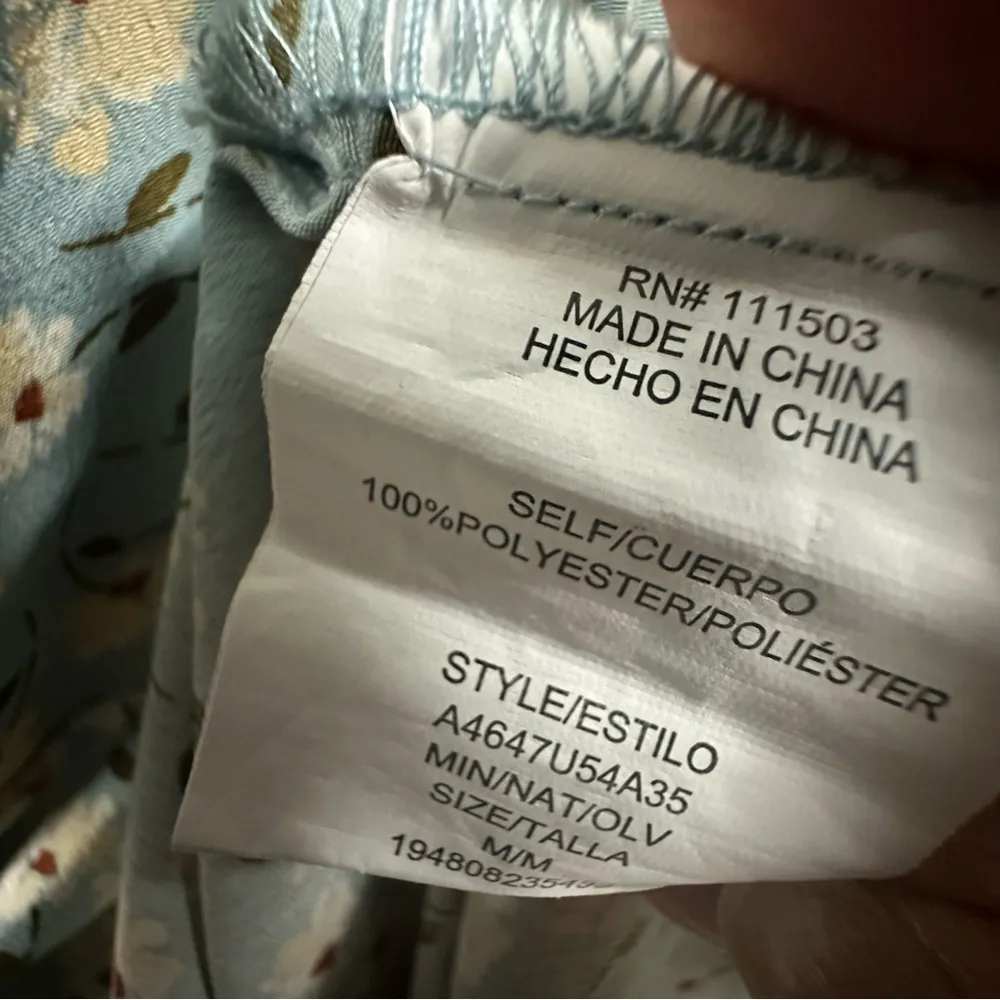 RN# 111503
MADE IN CHINA
HECHO EN CHINA
SELF/CUERPO
100%POLYESTER/POLIÉSTER
STYLE/ESTILO
A4647U54A35
MIN/NAT/OLV
SIZE/TALLA
M/M